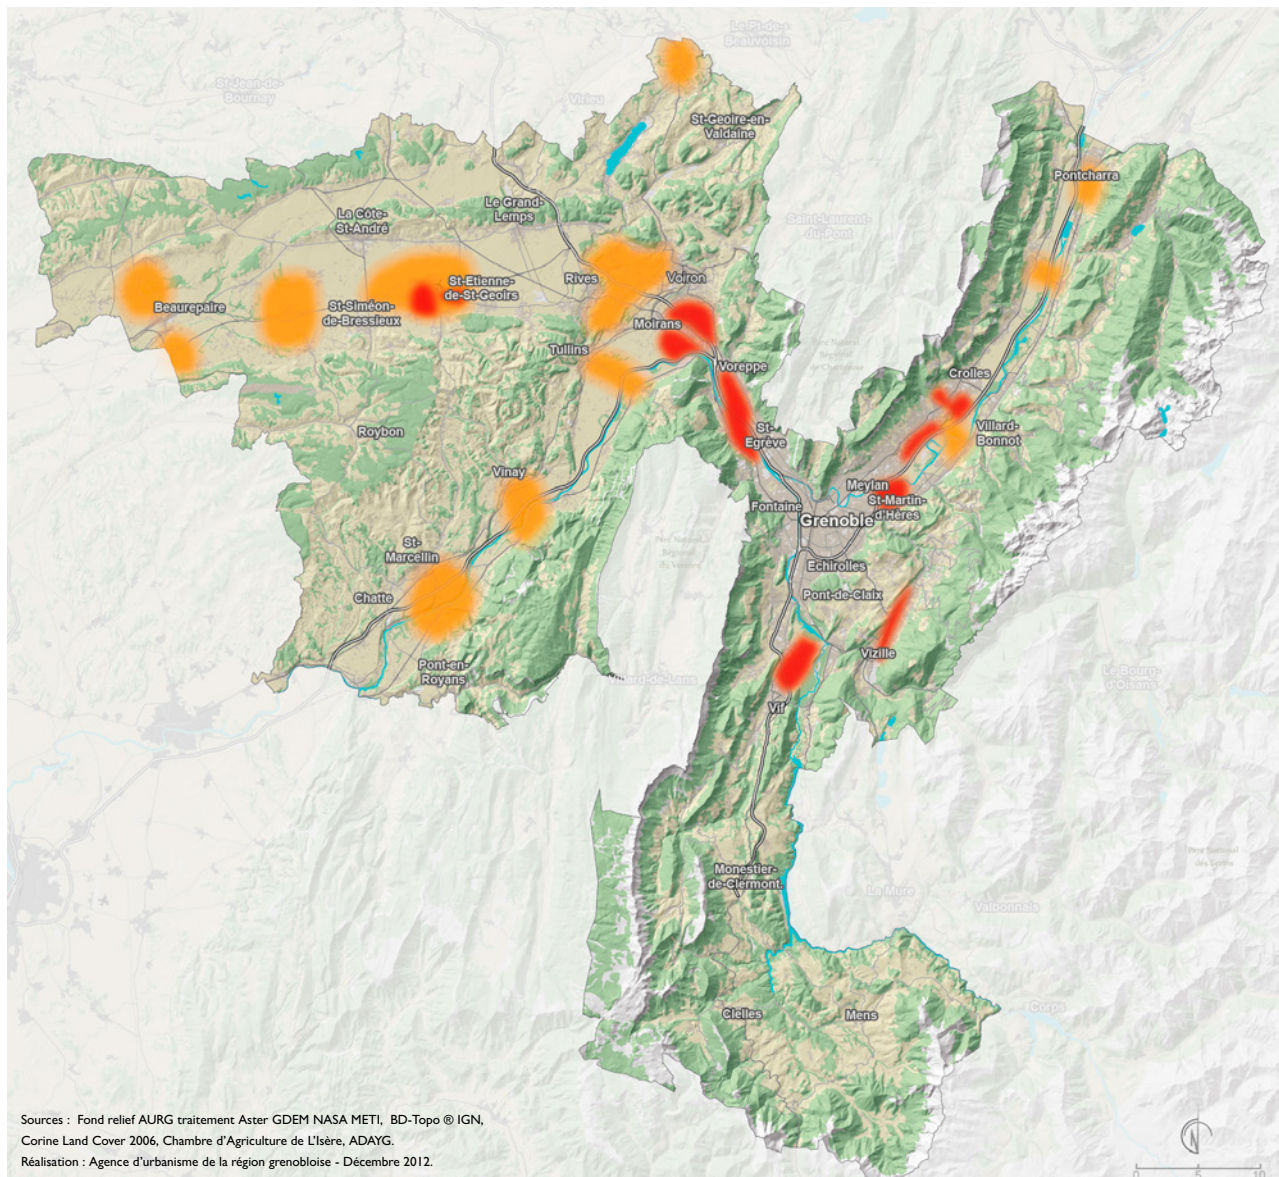 Le Pt-de-
Beauvoisin
St-Jean-de-
Bournay
Virieu
St-Geoire-en-
Valdaine
Pontcharra
Le Grand-
Lemps
La Côte-
St-André
Saint-Laurent-
du-Pont
Rives
Voiron
St-Etienne-
de-St-Geoirs
Beaurepaire
St-Siméon-
de-Bressieux
Moirans
Tullins
Voreppe
Crolles
Roybon
St-
Egrève
Villard-
Bonnot
Vinay
Meylan
St-Martin-
d'Hères
Fontaine
Grenoble
St-
Marcellin
Echirolles
Chatte
Pont-de-Claix
Vizille
Pont-en-
Royans
Villard-de-Lans
Le Bourg-
d'Oisans
Vif
Monestier-
de-Clermont
La Mure
Valbonnais
Corps
Clelles
Mens
Sources : Fond relief AURG traitement Aster GDEM NASA METI, BD-Topo ® IGN,
Corine Land Cover 2006, Chambre d'Agriculture de L'Isère, ADAYG.
Réalisation : Agence d'urbanisme de la région grenobloise - Décembre 2012.
N
0 5 10